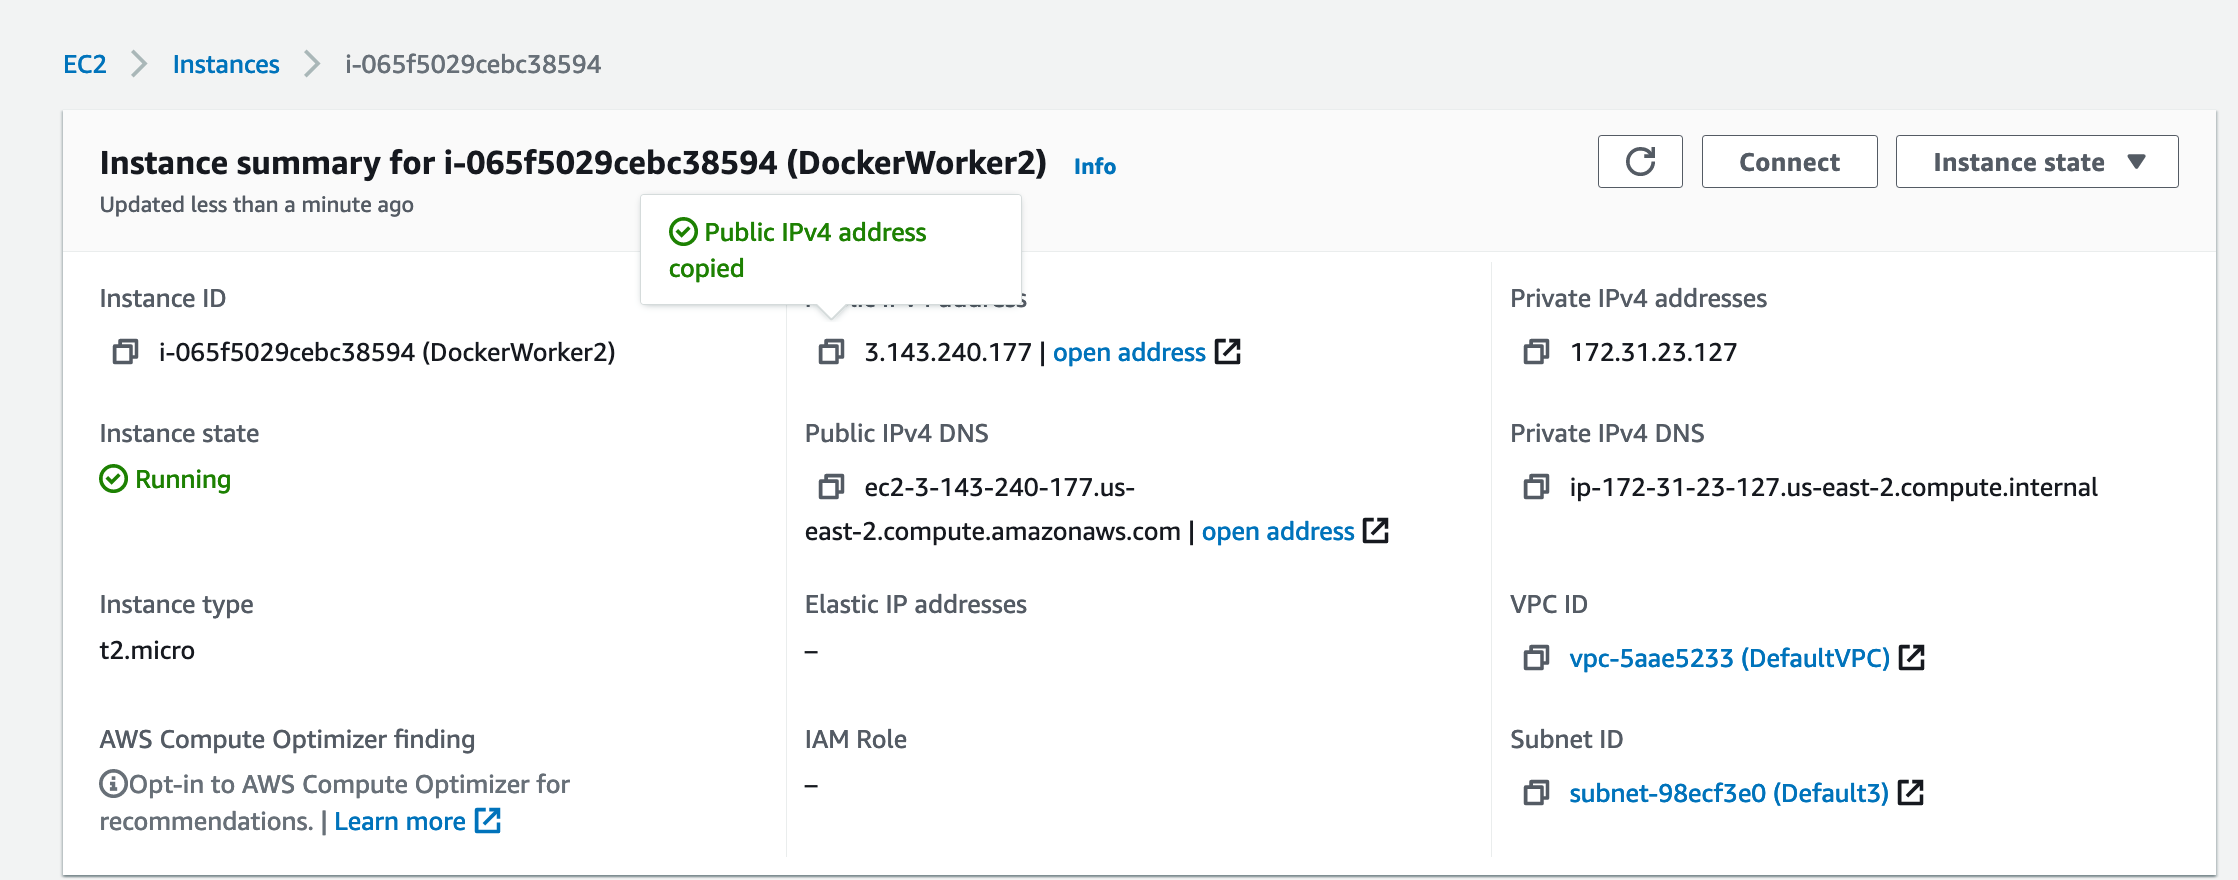 EC2 Instances i-065f5029cebc38594
Instance summary for i-065f5029cebc38594 (DockerWorker2) Info
Updated less than a minute ago
Connect
Instance state
Public IPv4 address
copied
Instance ID
i-065f5029cebc38594 (DockerWorker2)
3.143.240.177 | open address
Private IPv4 addresses
172.31.23.127
Instance state
Running
Public IPv4 DNS
ec2-3-143-240-177.us-
east-2.compute.amazonaws.com | open address
Private IPv4 DNS
ip-172-31-23-127.us-east-2.compute.internal
Instance type
t2.micro
Elastic IP addresses
–
VPC ID
vpc-5aae5233 (DefaultVPC)
AWS Compute Optimizer finding
Opt-in to AWS Compute Optimizer for
recommendations. | Learn more
IAM Role
–
Subnet ID
subnet-98ecf3e0 (Default3)